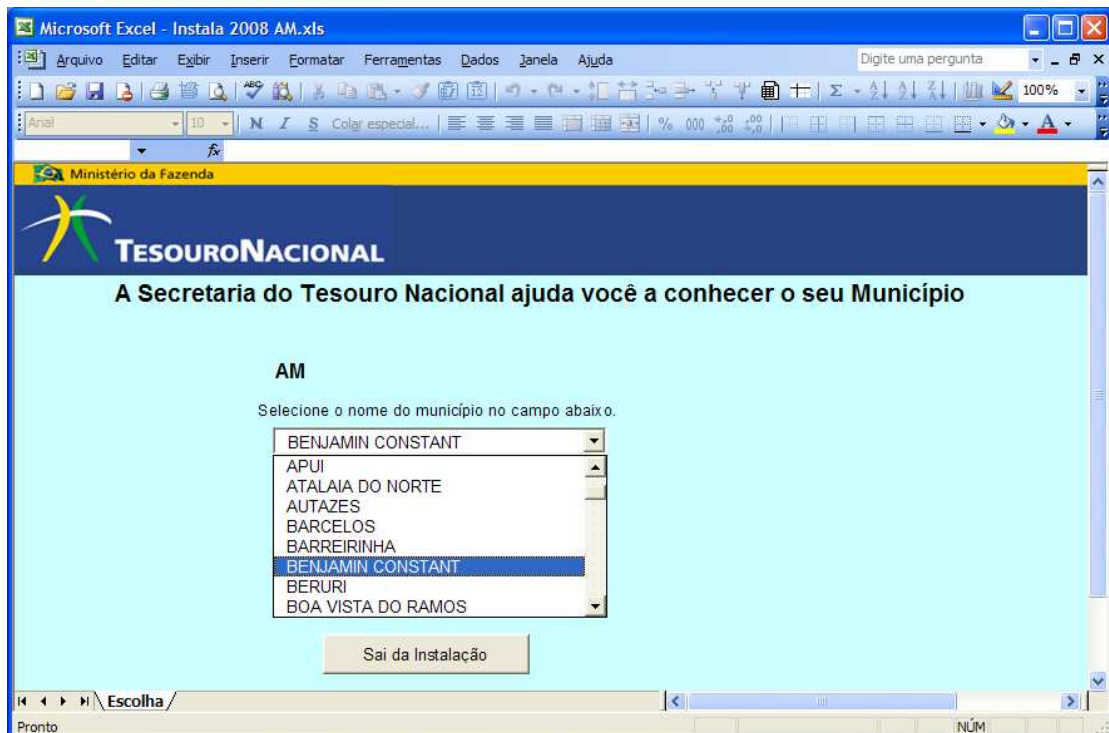 Microsoft Excel - Instala 2008 AM.xls
Arquivo Editar Exibir Inserir Formatar Ferramentas Dados Janela Ajuda Digite uma pergunta
100%
Arial 10 N I S Colar especial... % 000
fx
Ministério da Fazenda
TESOURONACIONAL
A Secretaria do Tesouro Nacional ajuda você a conhecer o seu Município
AM
Selecione o nome do município no campo abaixo.
BENJAMIN CONSTANT
APUI
ATALAIA DO NORTE
AUTAZES
BARCELOS
BARREIRINHA
BENJAMIN CONSTANT
BERURI
BOA VISTA DO RAMOS
Sai da Instalação
Escolha
Pronto NÚM